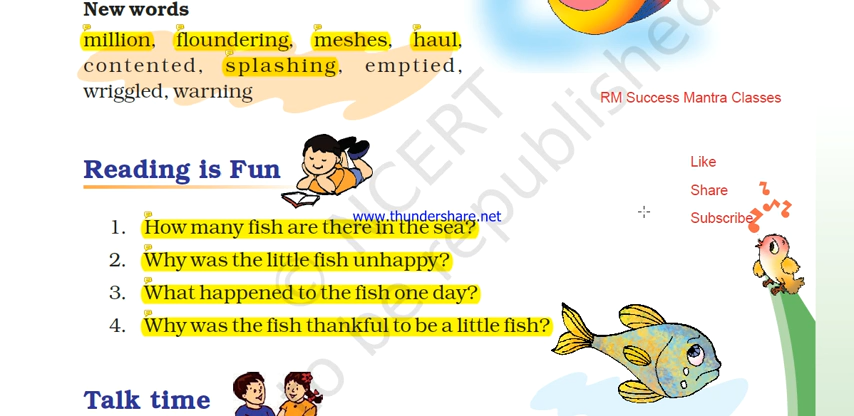 New words
million, floundering, meshes, haul,
contented, splashing, emptied,
wriggled, warning
RM Success Mantra Classes
Reading is Fun
Like
Share
Subscribe
www.thundershare.net
1. How many fish are there in the sea?
2. Why was the little fish unhappy?
3. What happened to the fish one day?
4. Why was the fish thankful to be a little fish?
Talk time
© NCERT
to be republished